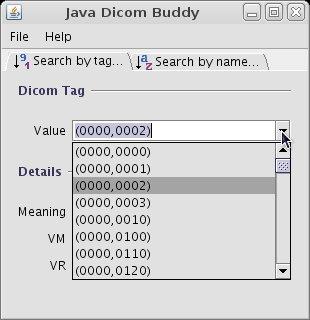 Java Dicom Buddy
File Help
Search by tag... Search by name...
Dicom Tag
Value (0000,0002)
(0000,0000)
(0000,0001)
Details (0000,0002)
(0000,0003)
Meaning (0000,0010)
VM (0000,0100)
(0000,0110)
VR (0000,0120)